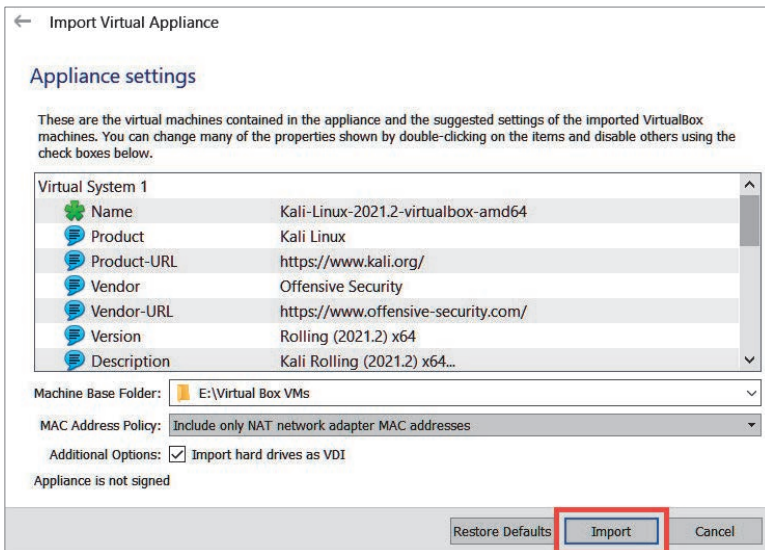 Import Virtual Appliance
Appliance settings
These are the virtual machines contained in the appliance and the suggested settings of the imported VirtualBox
machines. You can change many of the properties shown by double-clicking on the items and disable others using the
check boxes below.
Virtual System 1
Name Kali-Linux-2021.2-virtualbox-amd64
Product Kali Linux
Product-URL https://www.kali.org/
Vendor Offensive Security
Vendor-URL https://www.offensive-security.com/
Version Rolling (2021.2) x64
Description Kali Rolling (2021.2) x64...
Machine Base Folder: E:\Virtual Box VMs
MAC Address Policy: Include only NAT network adapter MAC addresses
Additional Options: Import hard drives as VDI
Appliance is not signed
Restore Defaults Import Cancel